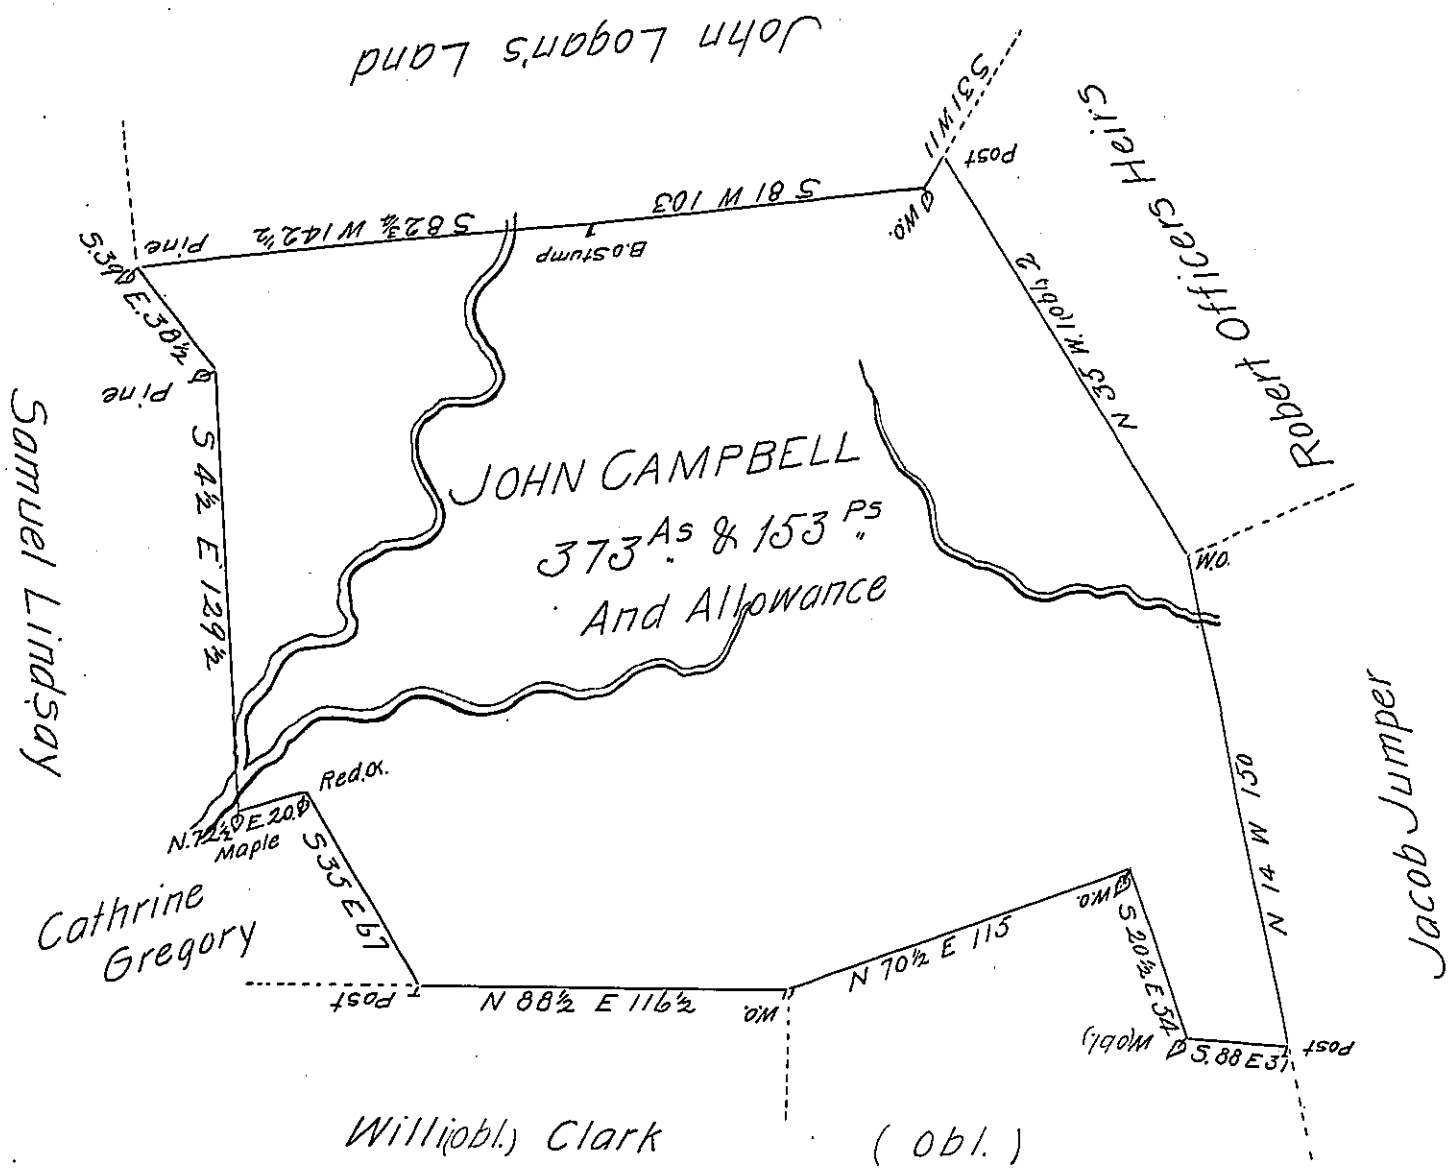 John Logan's Land
S 31 W 11
Post
Robert Officers Heirs
S 81 W 103
W.O.
S 82¾ W 142½
B.O Stump
Pine
S. 39 E. 38½
Pine
N 35 W. 1(obl. 2
Samuel Lindsay
S 4½ E 129½
JOHN CAMPBELL
373 As & 153 Ps
And Allowance
W.O.
Jacob Jumper
N 14 W 150
Red.O.
N. 72½ E 20.
Maple
S 35 E 67
Cathrine
Gregory
W.O.
N 70½ E 115
S 20½ E 54
Post
N 88½ E 116½
W.O.
W(obl.)
S. 88 E 31
Post
Willi(obl.) Clark
( obl. )